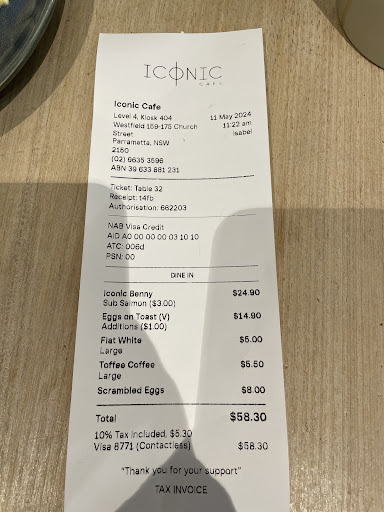 ICONIC
CAFE
Iconic Cafe
Level 4, Kiosk 404 11 May 2024
Westfield 159-175 Church 11:22 am
Street Isabel
Parramatta, NSW
2150
(02) 6635 3596
ABN 39 633 881 231
Ticket: Table 32
Receipt: t4fb
Authorisation: 662203
NAB Visa Credit
AID A0 00 00 00 03 10 10
ATC: 006d
PSN: 00
DINE IN
Iconic Benny $24.90
Sub Salmon ($3.00)
Eggs on Toast (V) $14.90
Additions ($1.00)
Flat White $5.00
Large
Toffee Coffee $5.50
Large
Scrambled Eggs $8.00
Total $58.30
10% Tax Included, $5.30
Visa 8771 (Contactless) $58.30
"Thank you for your support"
TAX INVOICE